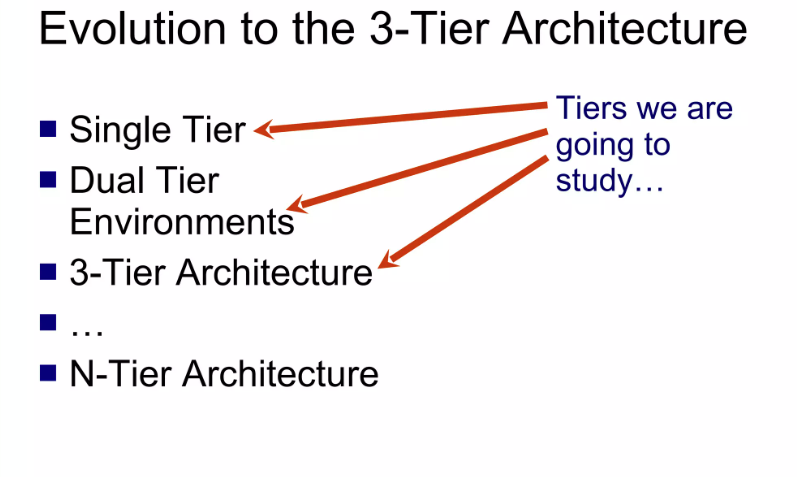 Evolution to the 3-Tier Architecture
Single Tier
Dual Tier
Environments
3-Tier Architecture
…
N-Tier Architecture
Tiers we are
going to
study…